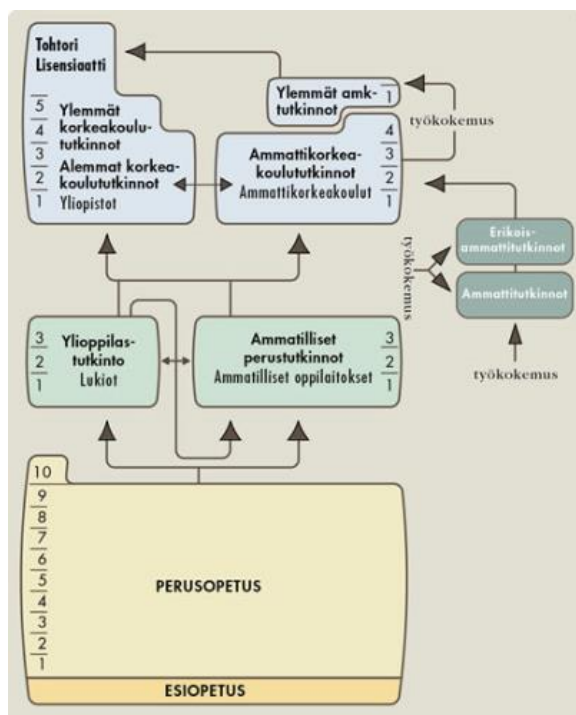 Tohtori
Lisensiaatti
5
4
3
2
1
Ylemmät
korkeakoulu-
tutkinnot
Alemmat korkea-
koulututkinnot
Yliopistot
Ylemmät amk-
tutkinnot
1
työkokemus
Ammattikorkea-
koulututkinnot
Ammattikorkeakoulut
4
3
2
1
työkokemus
Erikois-
ammattitutkinnot
Ammattitutkinnot
työkokemus
3
2
1
Ylioppilas-
tutkinto
Lukiot
Ammatilliset
perustutkinnot
Ammatilliset oppilaitokset
3
2
1
10
9
8
7
6
5
4
3
2
1
PERUSOPETUS
ESIOPETUS